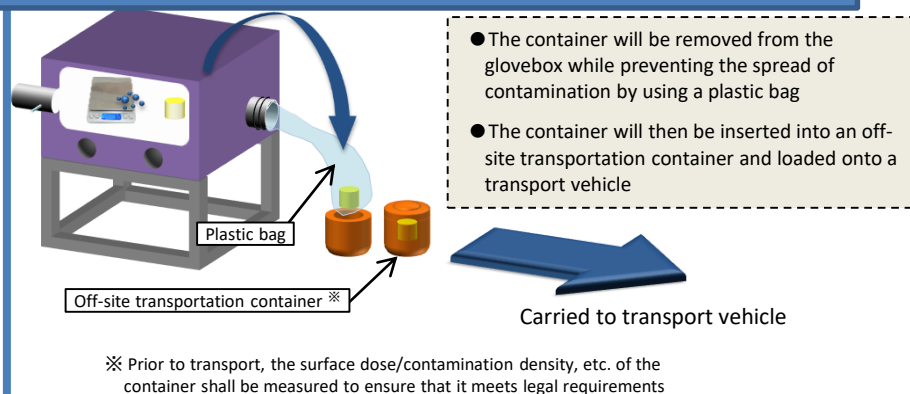 ● The container will be removed from the
glovebox while preventing the spread of
contamination by using a plastic bag
● The container will then be inserted into an off-
site transportation container and loaded onto a
transport vehicle
Plastic bag
Off-site transportation container ※
Carried to transport vehicle
※ Prior to transport, the surface dose/contamination density, etc. of the
container shall be measured to ensure that it meets legal requirements